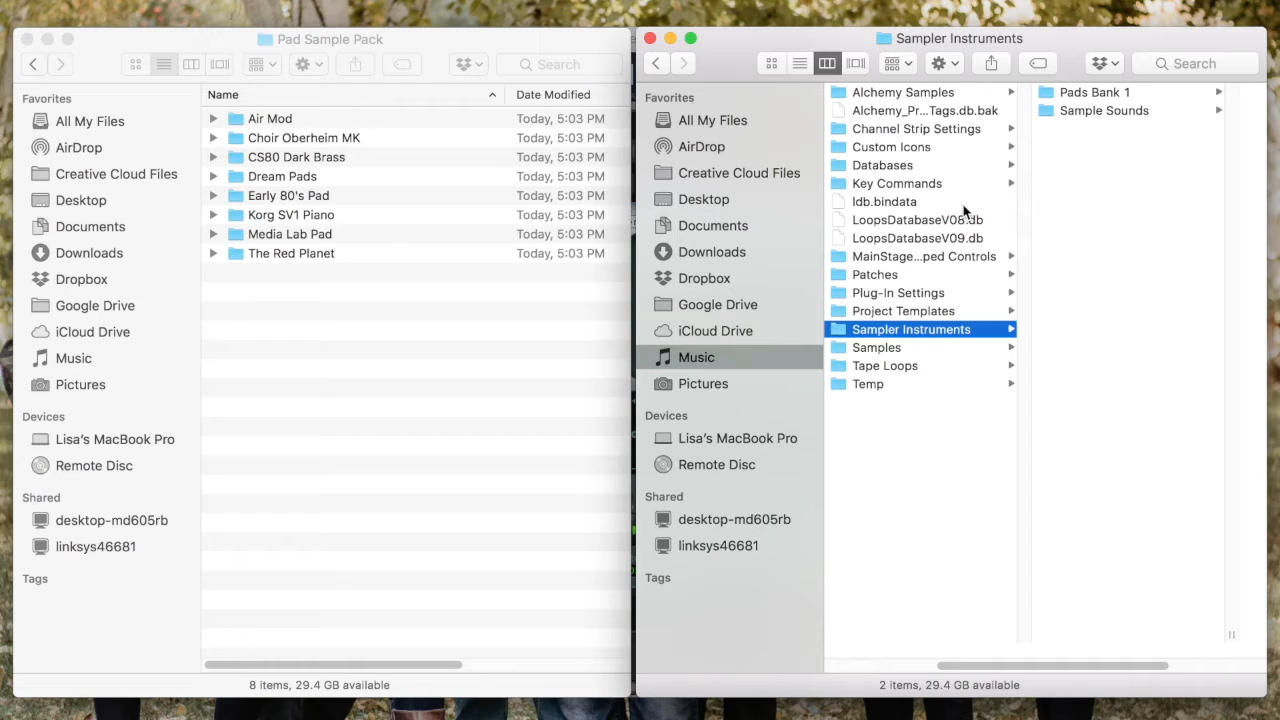 Pad Sample Pack
Search
Favorites
All My Files
AirDrop
Creative Cloud Files
Desktop
Documents
Downloads
Dropbox
Google Drive
iCloud Drive
Music
Pictures
Devices
Lisa's MacBook Pro
Remote Disc
Shared
desktop-md605rb
linksys46681
Tags
Name Date Modified
Air Mod Today, 5:03 PM
Choir Oberheim MK Today, 5:03 PM
CS80 Dark Brass Today, 5:03 PM
Dream Pads Today, 5:03 PM
Early 80's Pad Today, 5:03 PM
Korg SV1 Piano Today, 5:03 PM
Media Lab Pad Today, 5:03 PM
The Red Planet Today, 5:03 PM
8 items, 29.4 GB available
Sampler Instruments
Search
Favorites
All My Files
AirDrop
Creative Cloud Files
Desktop
Documents
Downloads
Dropbox
Google Drive
iCloud Drive
Music
Pictures
Devices
Lisa's MacBook Pro
Remote Disc
Shared
desktop-md605rb
linksys46681
Tags
Alchemy Samples
Alchemy_Pr...Tags.db.bak
Channel Strip Settings
Custom Icons
Databases
Key Commands
ldb.bindata
LoopsDatabaseV08.db
LoopsDatabaseV09.db
MainStage...ped Controls
Patches
Plug-In Settings
Project Templates
Sampler Instruments
Samples
Tape Loops
Temp
Pads Bank 1
Sample Sounds
2 items, 29.4 GB available